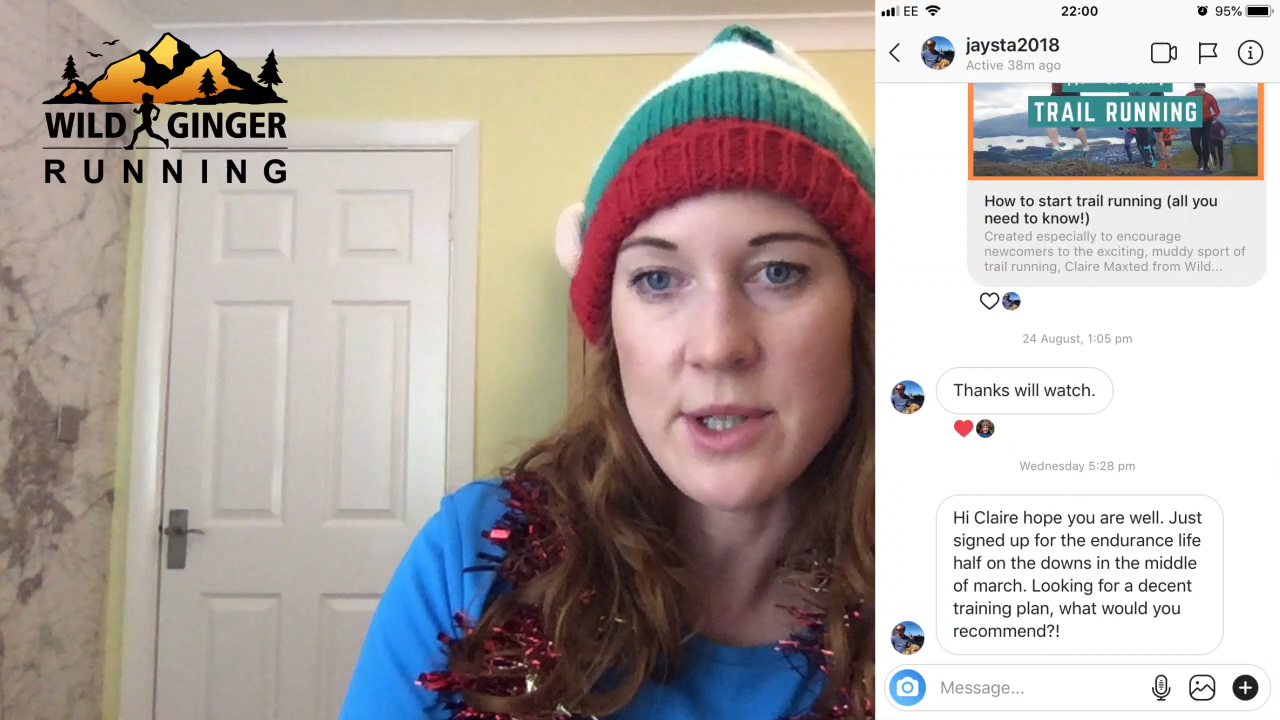 WILD GINGER
RUNNING
EE
22:00
95%
jaysta2018
Active 38m ago
TRAIL RUNNING
How to start trail running (all you
need to know!)
Created especially to encourage
newcomers to the exciting, muddy sport of
trail running, Claire Maxted from Wild...
24 August, 1:05 pm
Thanks will watch.
Wednesday 5:28 pm
Hi Claire hope you are well. Just
signed up for the endurance life
half on the downs in the middle
of march. Looking for a decent
training plan, what would you
recommend?!
Message...